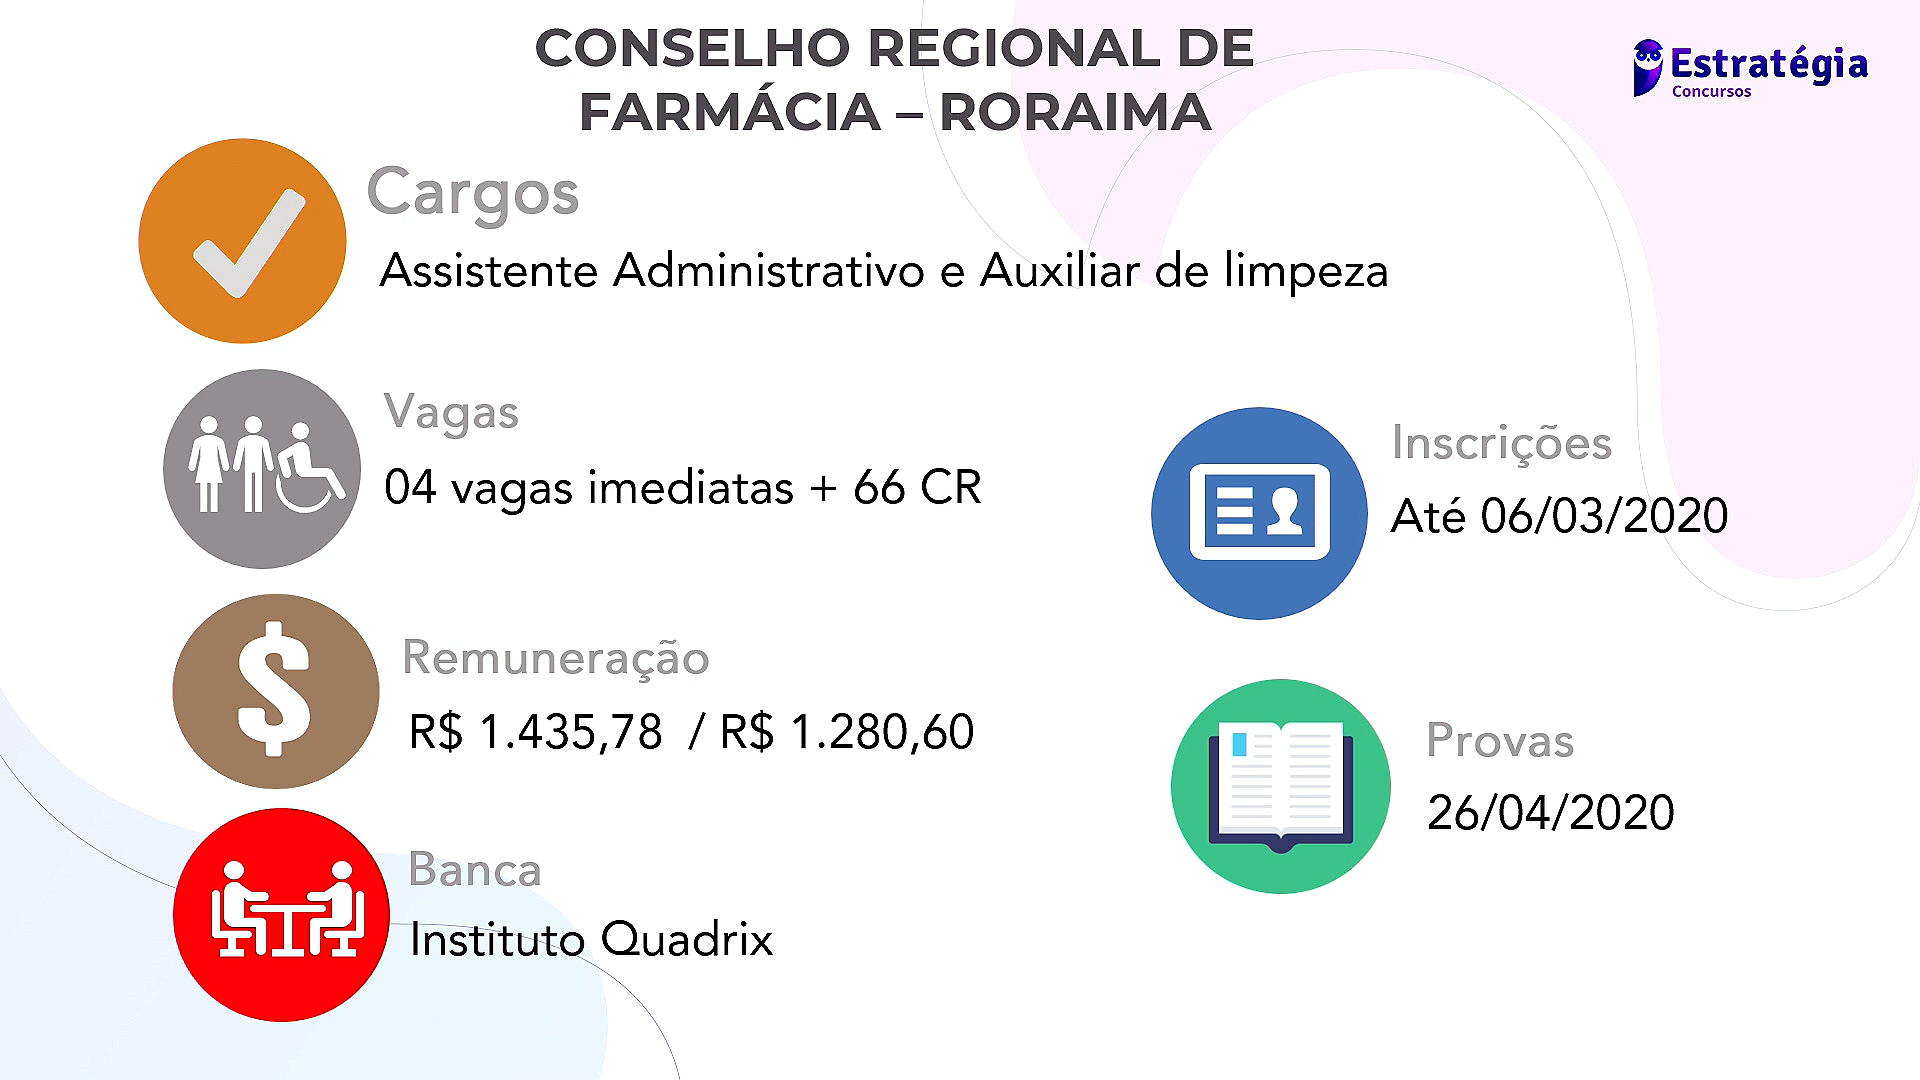 CONSELHO REGIONAL DE
FARMÁCIA – RORAIMA
Estratégia
Concursos
Cargos
Assistente Administrativo e Auxiliar de limpeza
Vagas
04 vagas imediatas + 66 CR
Inscrições
Até 06/03/2020
Remuneração
R$ 1.435,78 / R$ 1.280,60
Provas
26/04/2020
Banca
Instituto Quadrix